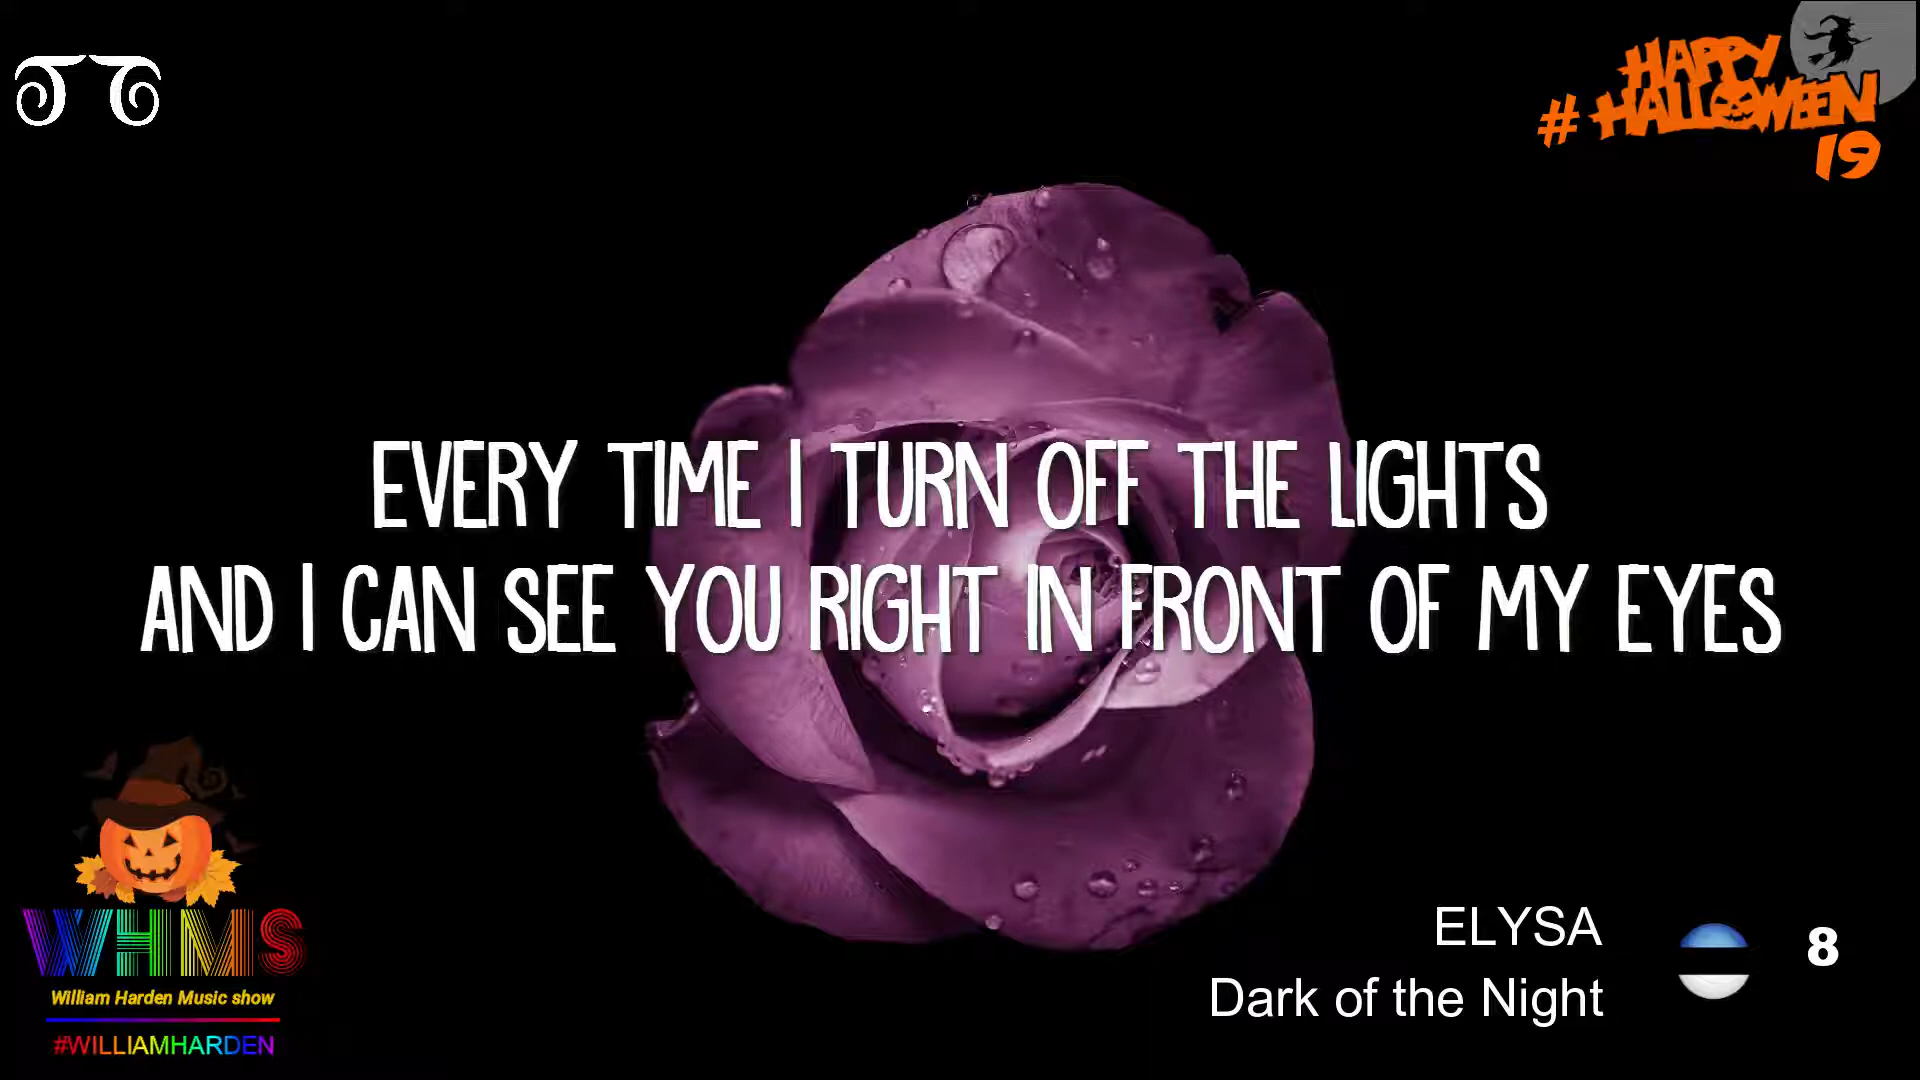 # HAPPY
HALLOWEEN
19
EVERY TIME I TURN OFF THE LIGHTS
AND I CAN SEE YOU RIGHT IN FRONT OF MY EYES
WHMS
William Harden Music show
#WILLIAMHARDEN
ELYSA
Dark of the Night
8